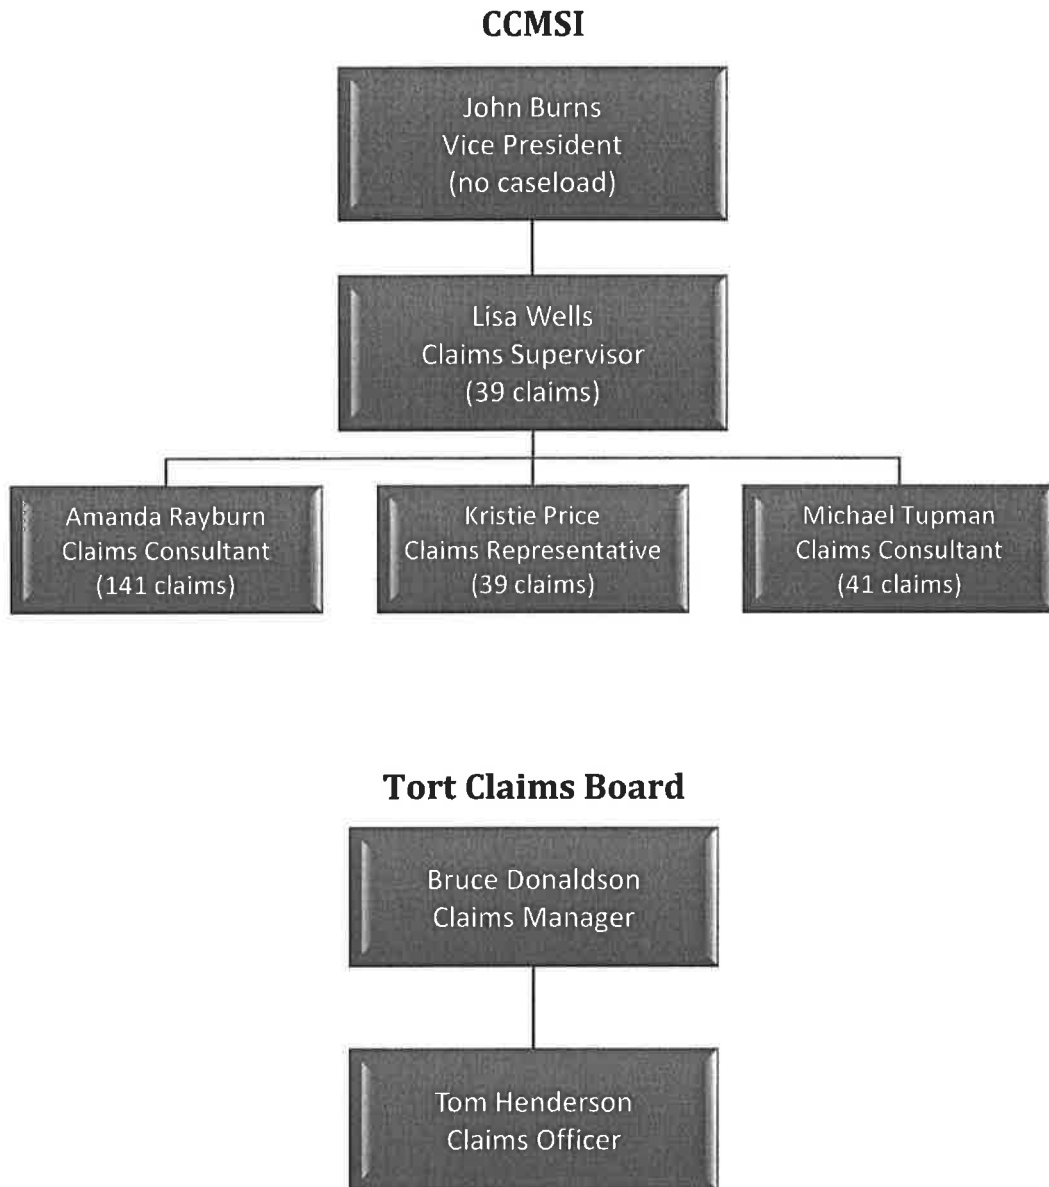 CCMSI
John Burns
Vice President
(no caseload)
Lisa Wells
Claims Supervisor
(39 claims)
Amanda Rayburn
Claims Consultant
(141 claims)
Kristie Price
Claims Representative
(39 claims)
Michael Tupman
Claims Consultant
(41 claims)
Tort Claims Board
Bruce Donaldson
Claims Manager
Tom Henderson
Claims Officer